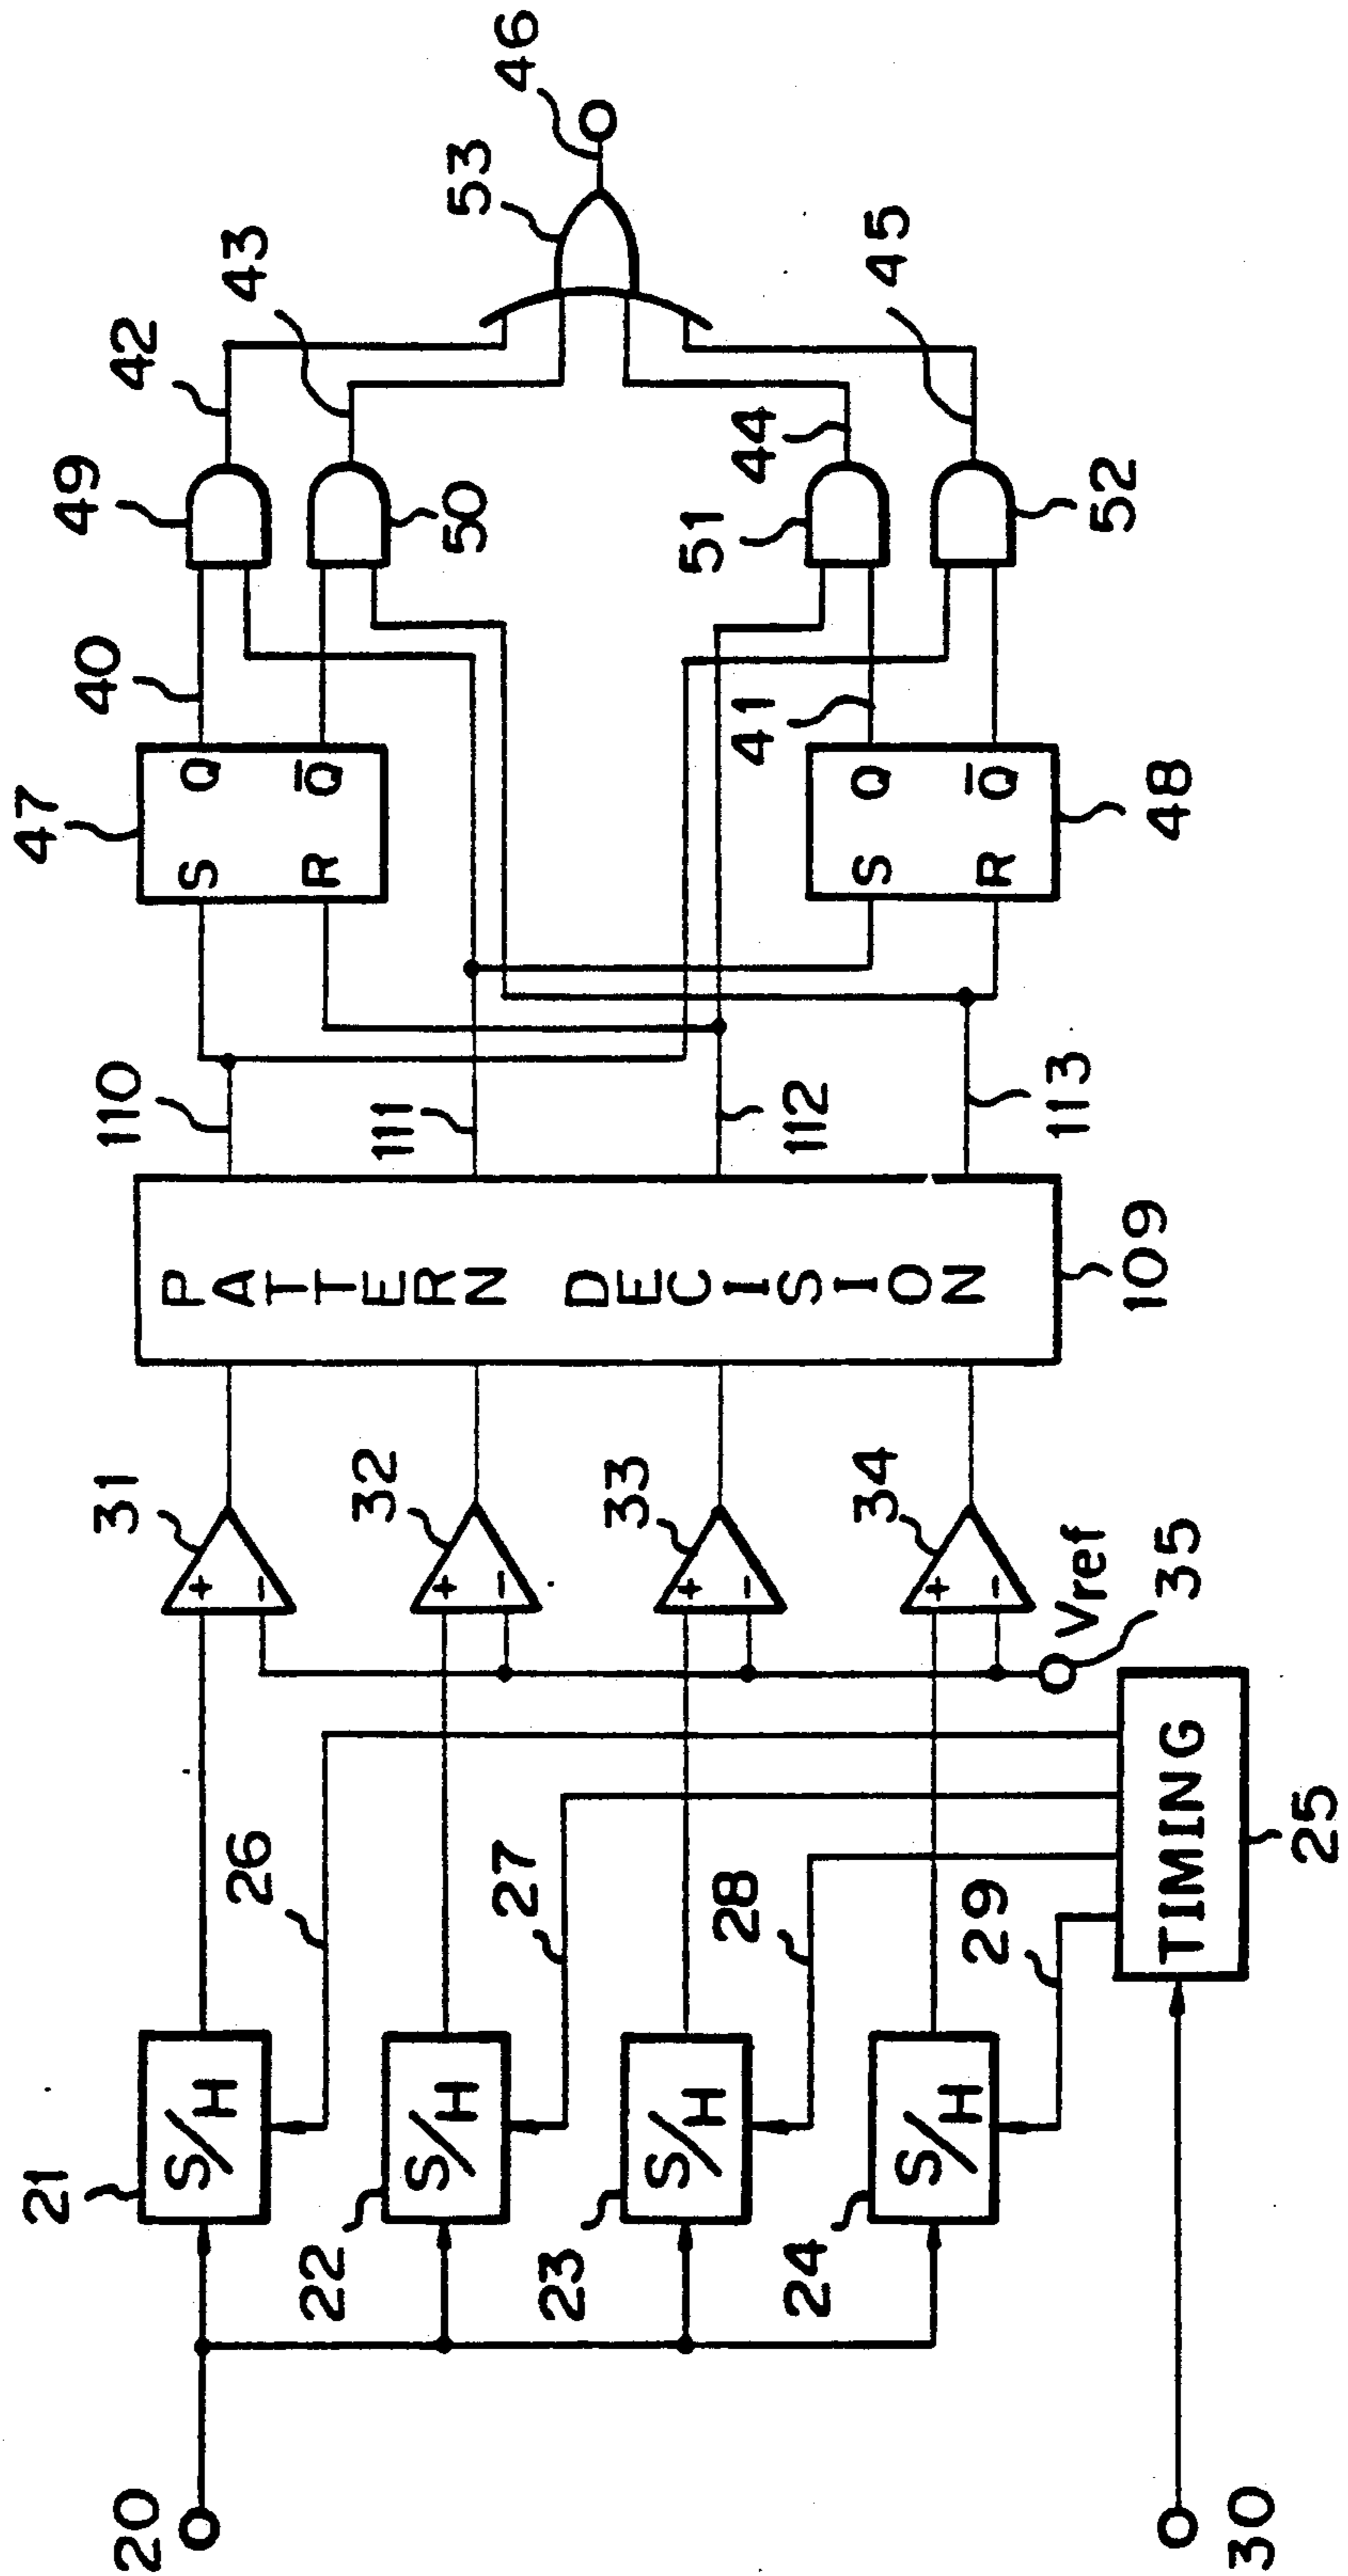 20
30
21
S/H
22
S/H
23
S/H
24
S/H
26
27
28
29
TIMING
25
31
+
−
32
+
−
33
+
−
34
+
−
Vref
35
PATTERN DECISION
109
110
111
112
113
47
S
Q
R
Q̅
48
S
Q
R
Q̅
40
41
49
50
51
52
42
43
44
45
53
46